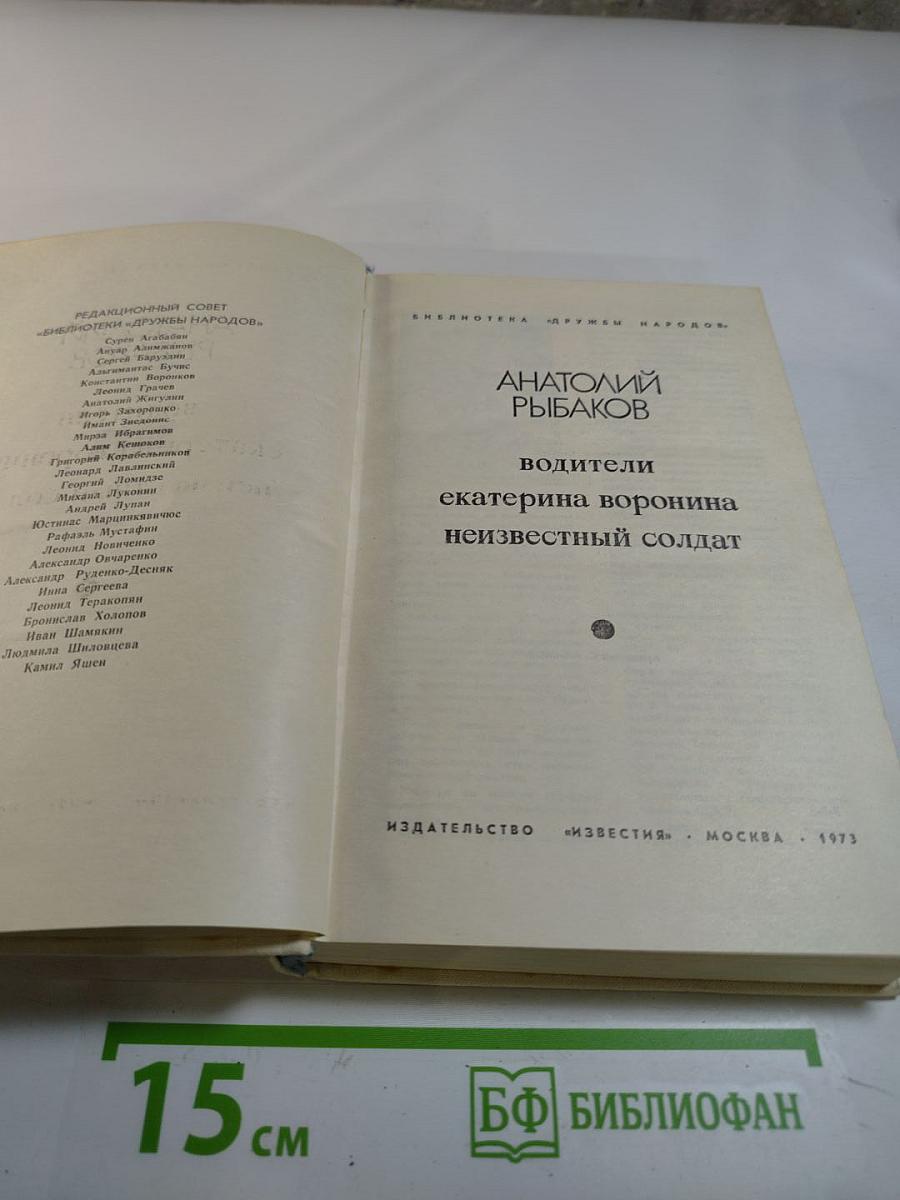 РЕДАКЦИОННЫЙ СОВЕТ
«БИБЛИОТЕКИ «ДРУЖБЫ НАРОДОВ»
Сурен Агабабян
Ануар Алимжанов
Сергей Баруздин
Альгимантас Бучис
Константин Воронков
Леонид Грачев
Анатолий Жигулин
Игорь Захорошко
Имант Зиедонис
Мирза Ибрагимов
Алим Кешоков
Григорий Корабельников
Леонард Лавлинский
Георгий Ломидзе
Михаил Луконин
Андрей Лупан
Юстинас Марцинкявичюс
Рафаэль Мустафин
Леонид Новиченко
Александр Овчаренко
Александр Руденко-Десняк
Инна Сергеева
Леонид Теракопян
Бронислав Холопов
Иван Шамякин
Людмила Шиловцева
Камил Яшен
БИБЛИОТЕКА «ДРУЖБЫ НАРОДОВ»
АНАТОЛИЙ
РЫБАКОВ
водители
екатерина воронина
неизвестный солдат
ИЗДАТЕЛЬСТВО «ИЗВЕСТИЯ» · МОСКВА · 1973
15 см
БФ БИБЛИОФАН